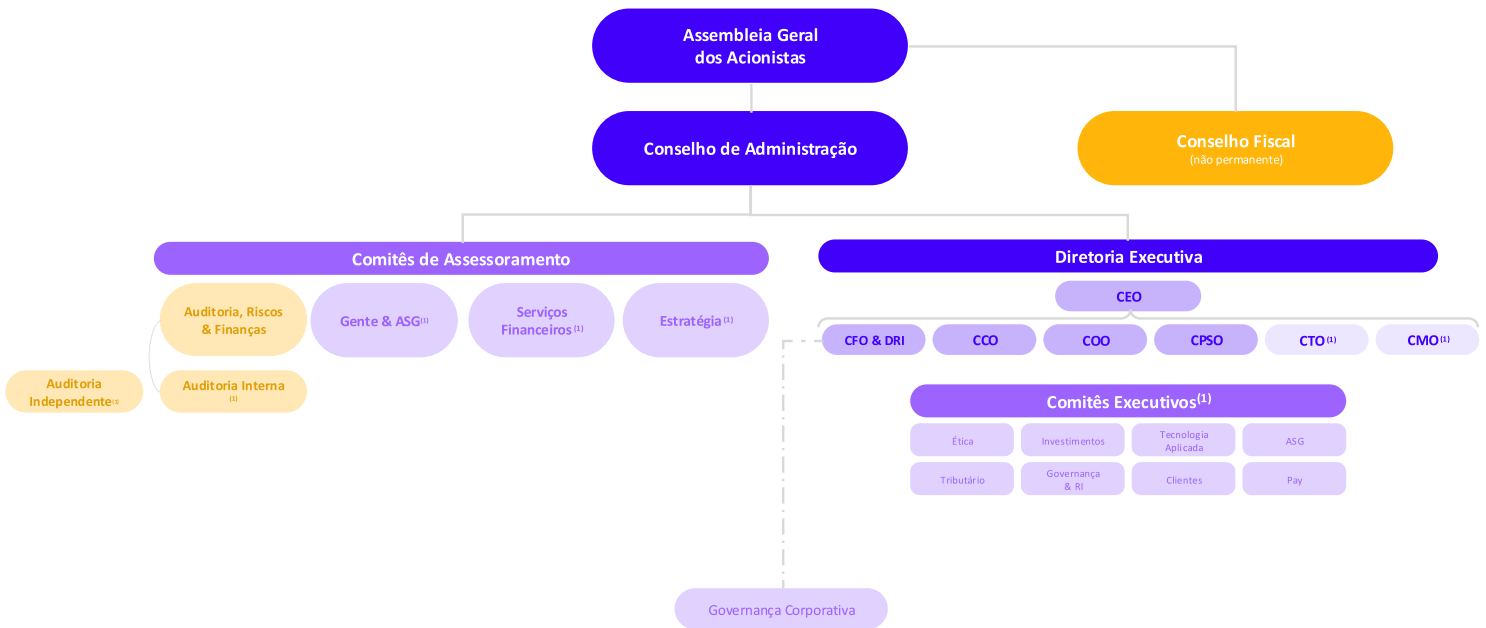 Assembleia Geral
dos Acionistas
Conselho de Administração
Conselho Fiscal
(não permanente)
Comitês de Assessoramento
Diretoria Executiva
CEO
Auditoria, Riscos
& Finanças
Gente & ASG(1)
Serviços
Financeiros (1)
Estratégia (1)
CFO & DRI
CCO
COO
CPSO
CTO (1)
CMO (1)
Auditoria
Independente(1)
Auditoria Interna
(1)
Comitês Executivos(1)
Ética
Investimentos
Tecnologia
Aplicada
ASG
Tributário
Governança
& RI
Clientes
Pay
Governança Corporativa